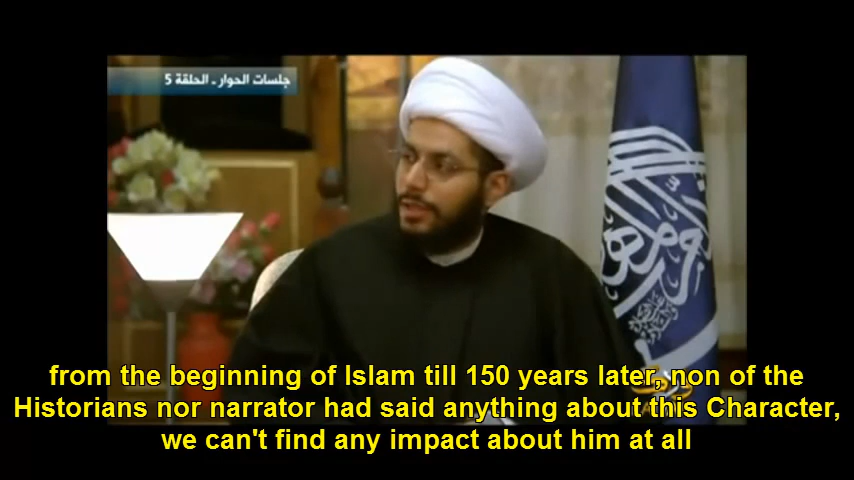 جلسات الحوار - الحلقة 5
from the beginning of Islam till 150 years later, non of the
Historians nor narrator had said anything about this Character,
we can't find any impact about him at all